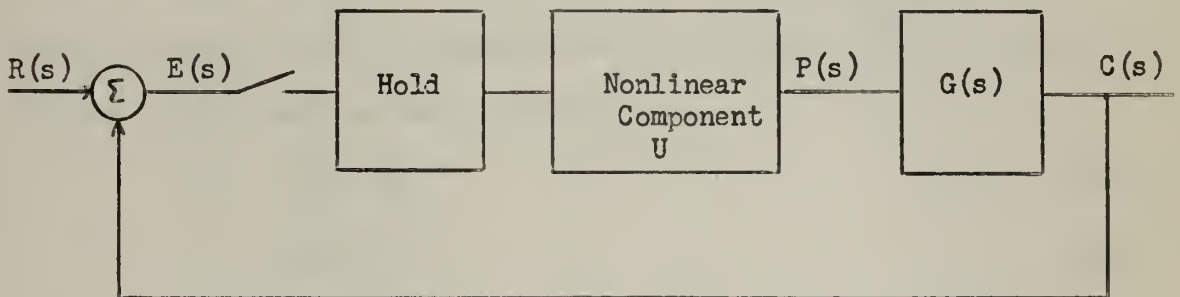 R(s)
Σ
E(s)
Hold
Nonlinear
Component
U
P(s)
G(s)
C(s)